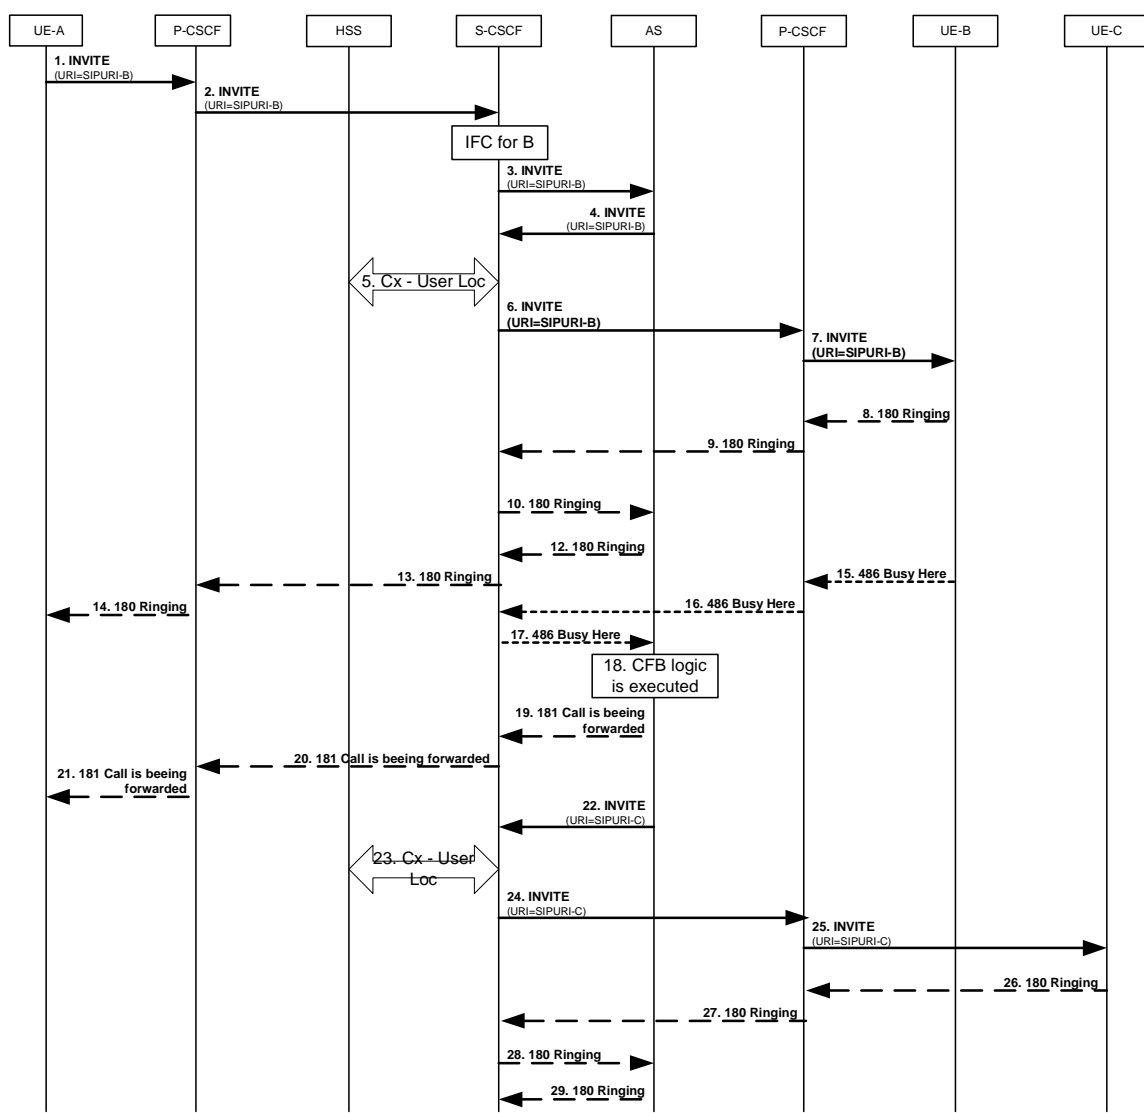 UE-A
P-CSCF
HSS
S-CSCF
AS
P-CSCF
UE-B
UE-C
1. INVITE
(URI=SIPURI-B)
2. INVITE
(URI=SIPURI-B)
IFC for B
3. INVITE
(URI=SIPURI-B)
4. INVITE
(URI=SIPURI-B)
5. Cx - User Loc
6. INVITE
(URI=SIPURI-B)
7. INVITE
(URI=SIPURI-B)
8. 180 Ringing
9. 180 Ringing
10. 180 Ringing
12. 180 Ringing
13. 180 Ringing
15. 486 Busy Here
14. 180 Ringing
16. 486 Busy Here
17. 486 Busy Here
18. CFB logic
is executed
19. 181 Call is beeing
forwarded
20. 181 Call is beeing forwarded
21. 181 Call is beeing
forwarded
22. INVITE
(URI=SIPURI-C)
23. Cx - User
Loc
24. INVITE
(URI=SIPURI-C)
25. INVITE
(URI=SIPURI-C)
26. 180 Ringing
27. 180 Ringing
28. 180 Ringing
29. 180 Ringing